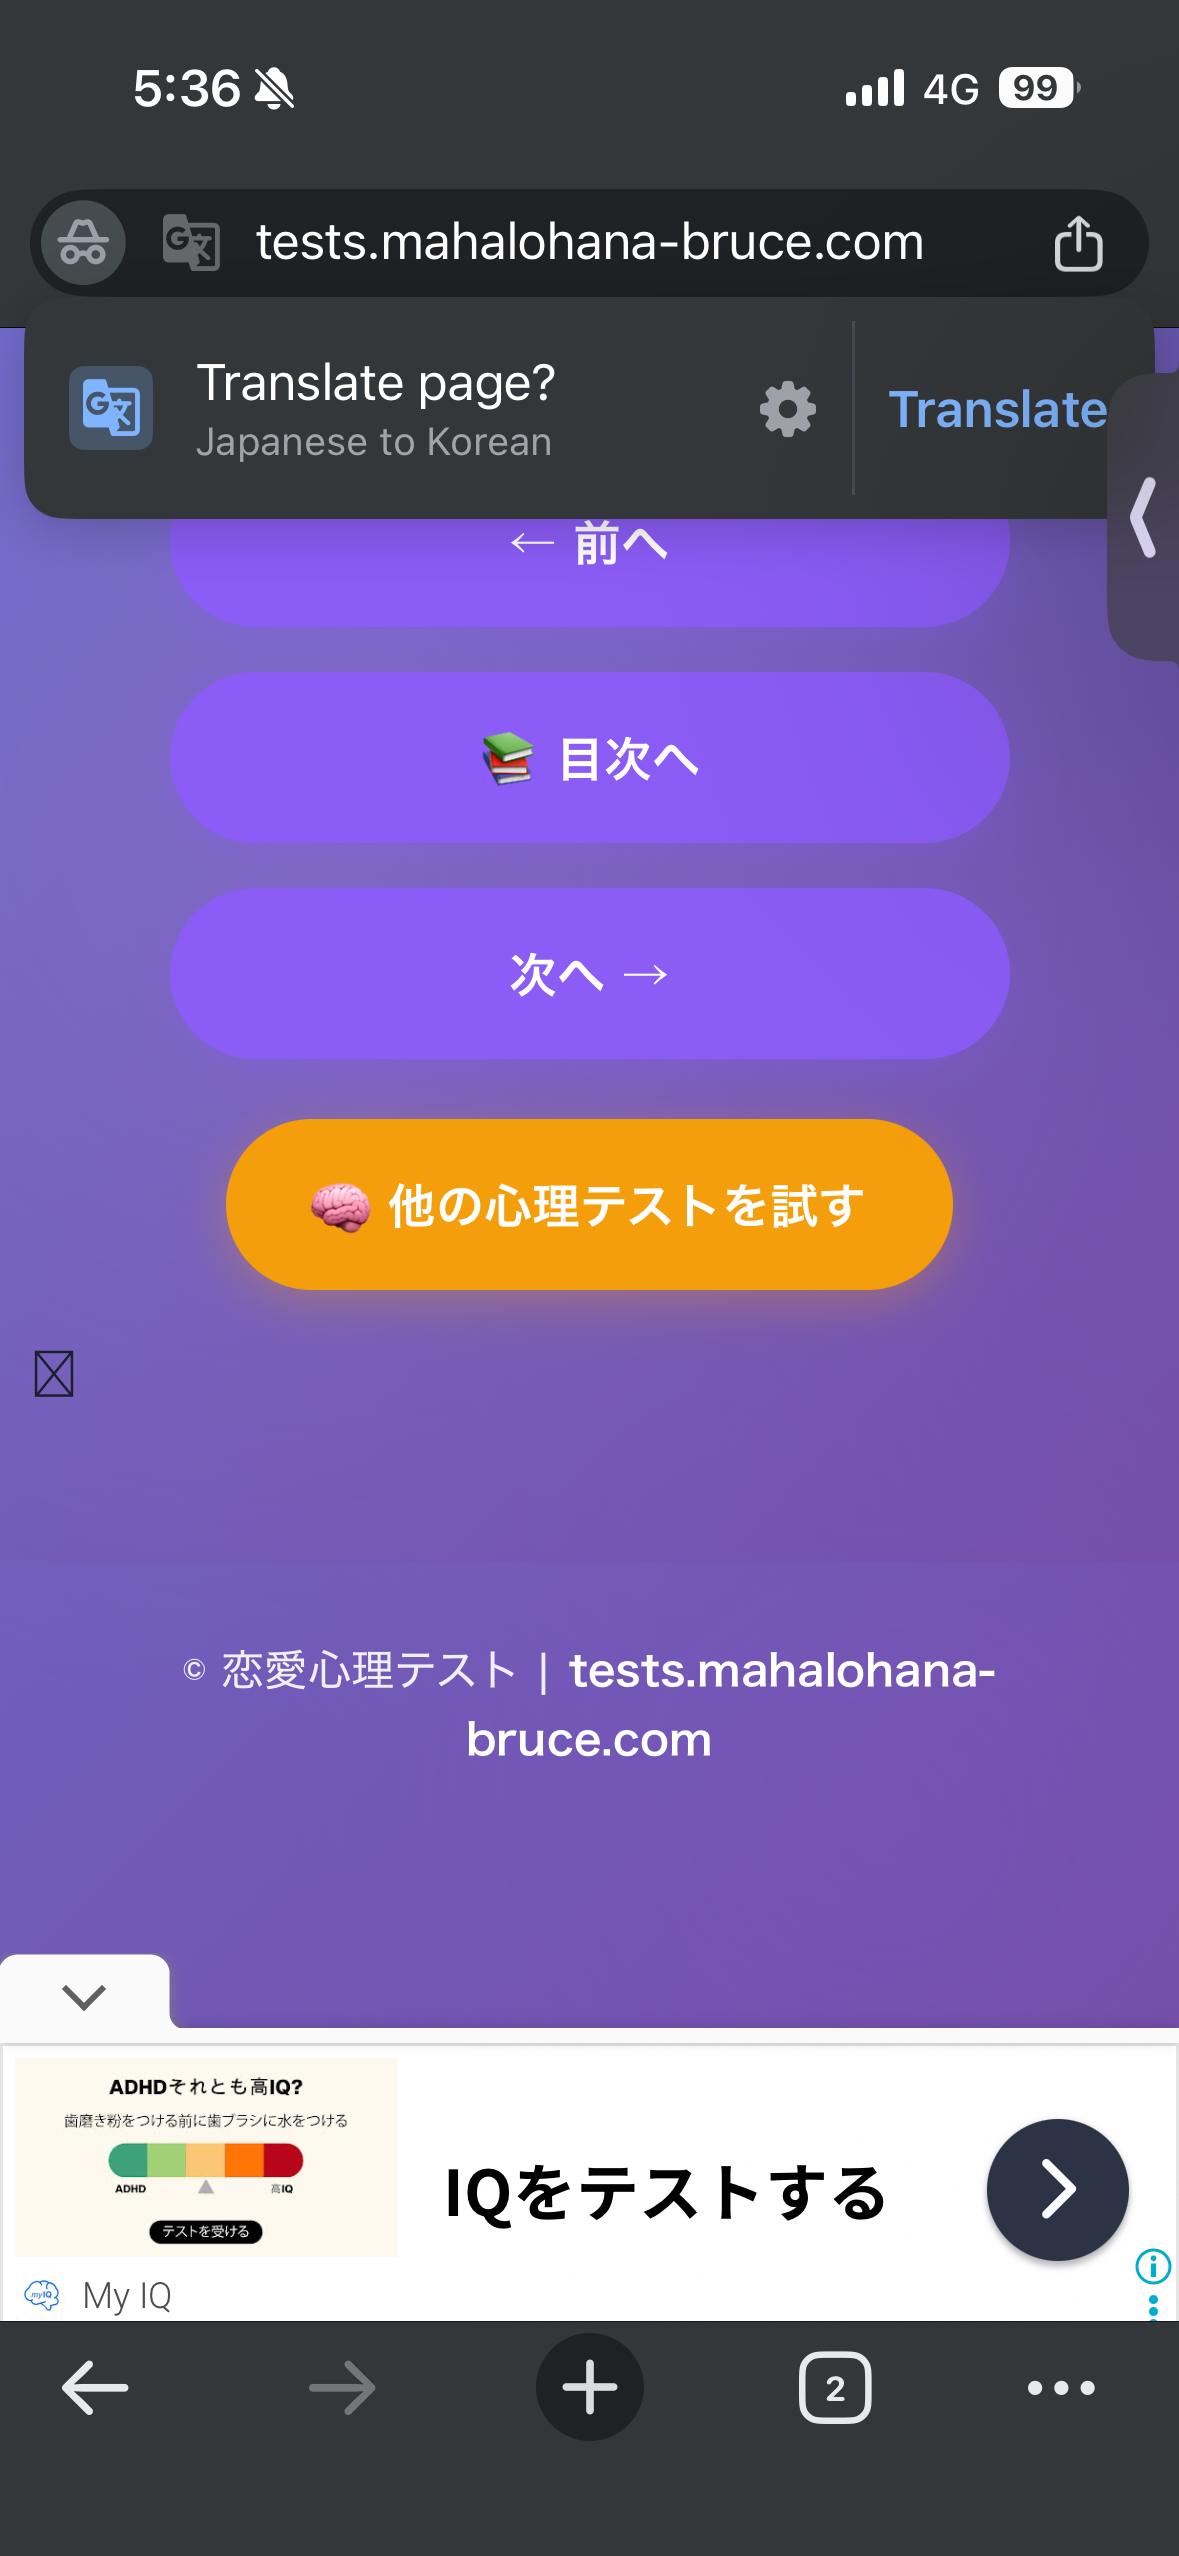 5:36 4G 99
tests.mahalohana-bruce.com
Translate page?
Japanese to Korean
Translate
← 前へ
📚 目次へ
次へ →
🧠 他の心理テストを試す
© 恋愛心理テスト | tests.mahalohana-
bruce.com
ADHDそれとも高IQ?
歯磨き粉をつける前に歯ブラシに水をつける
ADHD 高IQ
テストを受ける
IQをテストする
myIQ My IQ
2